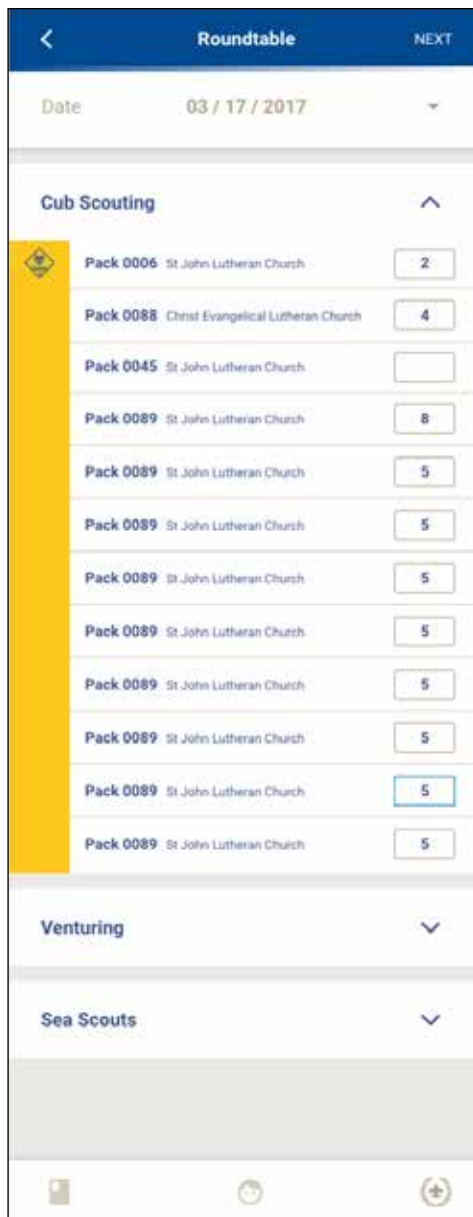 Roundtable NEXT
Date 03 / 17 / 2017
Cub Scouting
Pack 0006 St John Lutheran Church 2
Pack 0088 Christ Evangelical Lutheran Church 4
Pack 0045 St John Lutheran Church
Pack 0089 St John Lutheran Church 8
Pack 0089 St John Lutheran Church 5
Pack 0089 St John Lutheran Church 5
Pack 0089 St John Lutheran Church 5
Pack 0089 St John Lutheran Church 5
Pack 0089 St John Lutheran Church 5
Pack 0089 St John Lutheran Church 5
Pack 0089 St John Lutheran Church 5
Pack 0089 St John Lutheran Church 5
Venturing
Sea Scouts